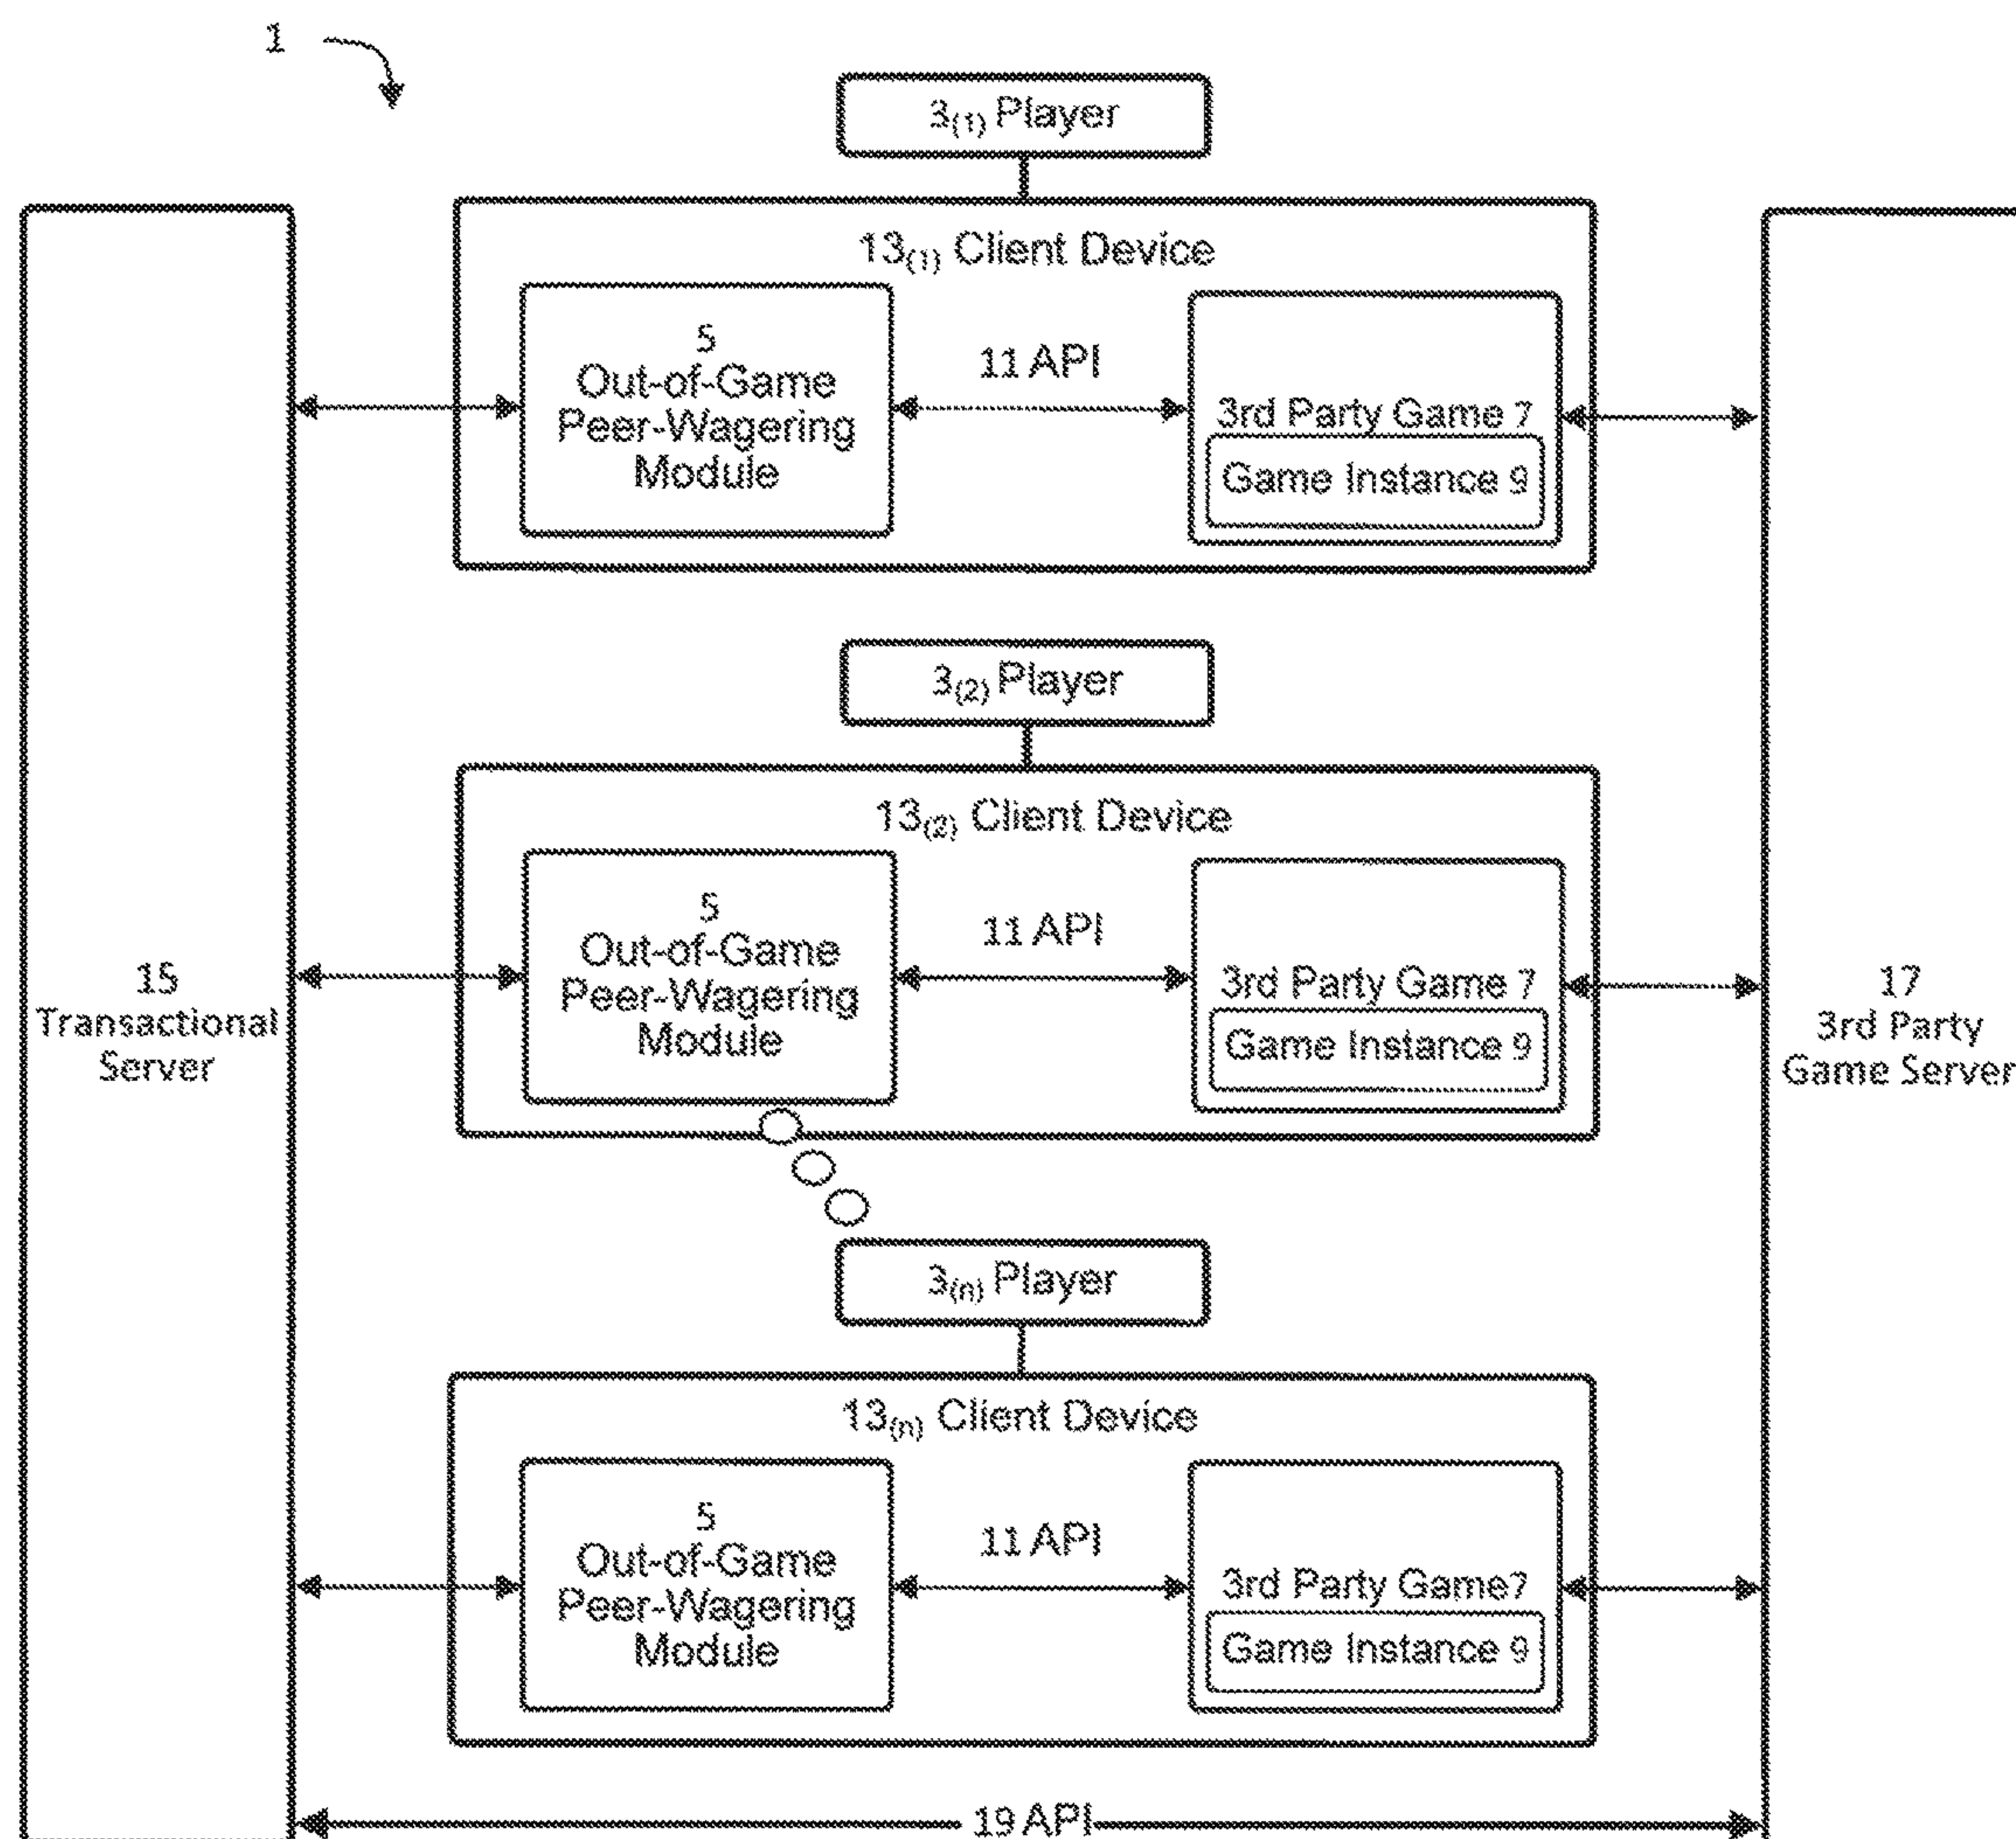 1
3(1) Player
13(1) Client Device
5
Out-of-Game
Peer-Wagering
Module
11 API
3rd Party Game 7
Game Instance 9
3(2) Player
13(2) Client Device
5
Out-of-Game
Peer-Wagering
Module
11 API
3rd Party Game 7
Game Instance 9
15
Transactional
Server
17
3rd Party
Game Server
3(n) Player
13(n) Client Device
5
Out-of-Game
Peer-Wagering
Module
11 API
3rd Party Game7
Game Instance 9
19 API